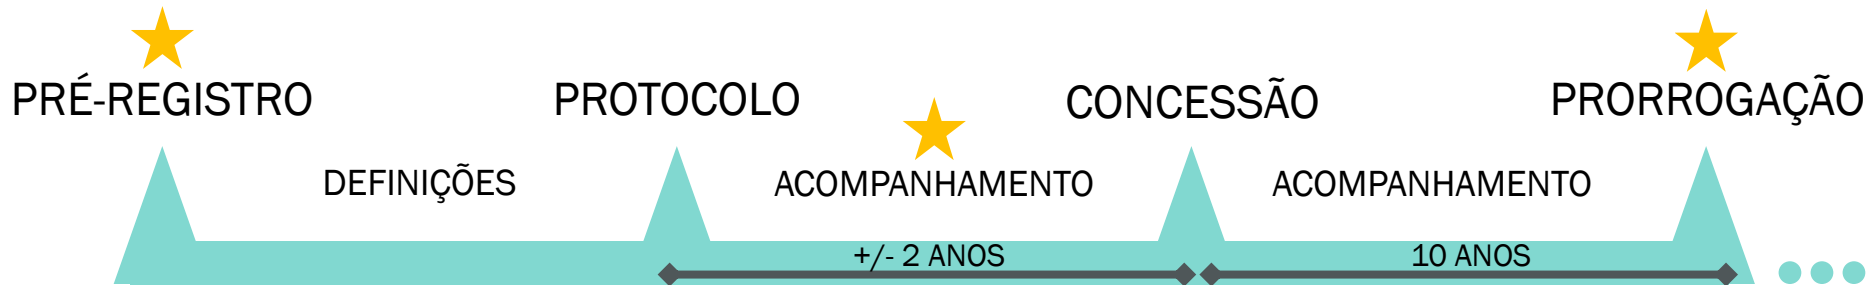 PRÉ-REGISTRO
PROTOCOLO
CONCESSÃO
PRORROGAÇÃO
DEFINIÇÕES
ACOMPANHAMENTO
ACOMPANHAMENTO
+/- 2 ANOS
10 ANOS